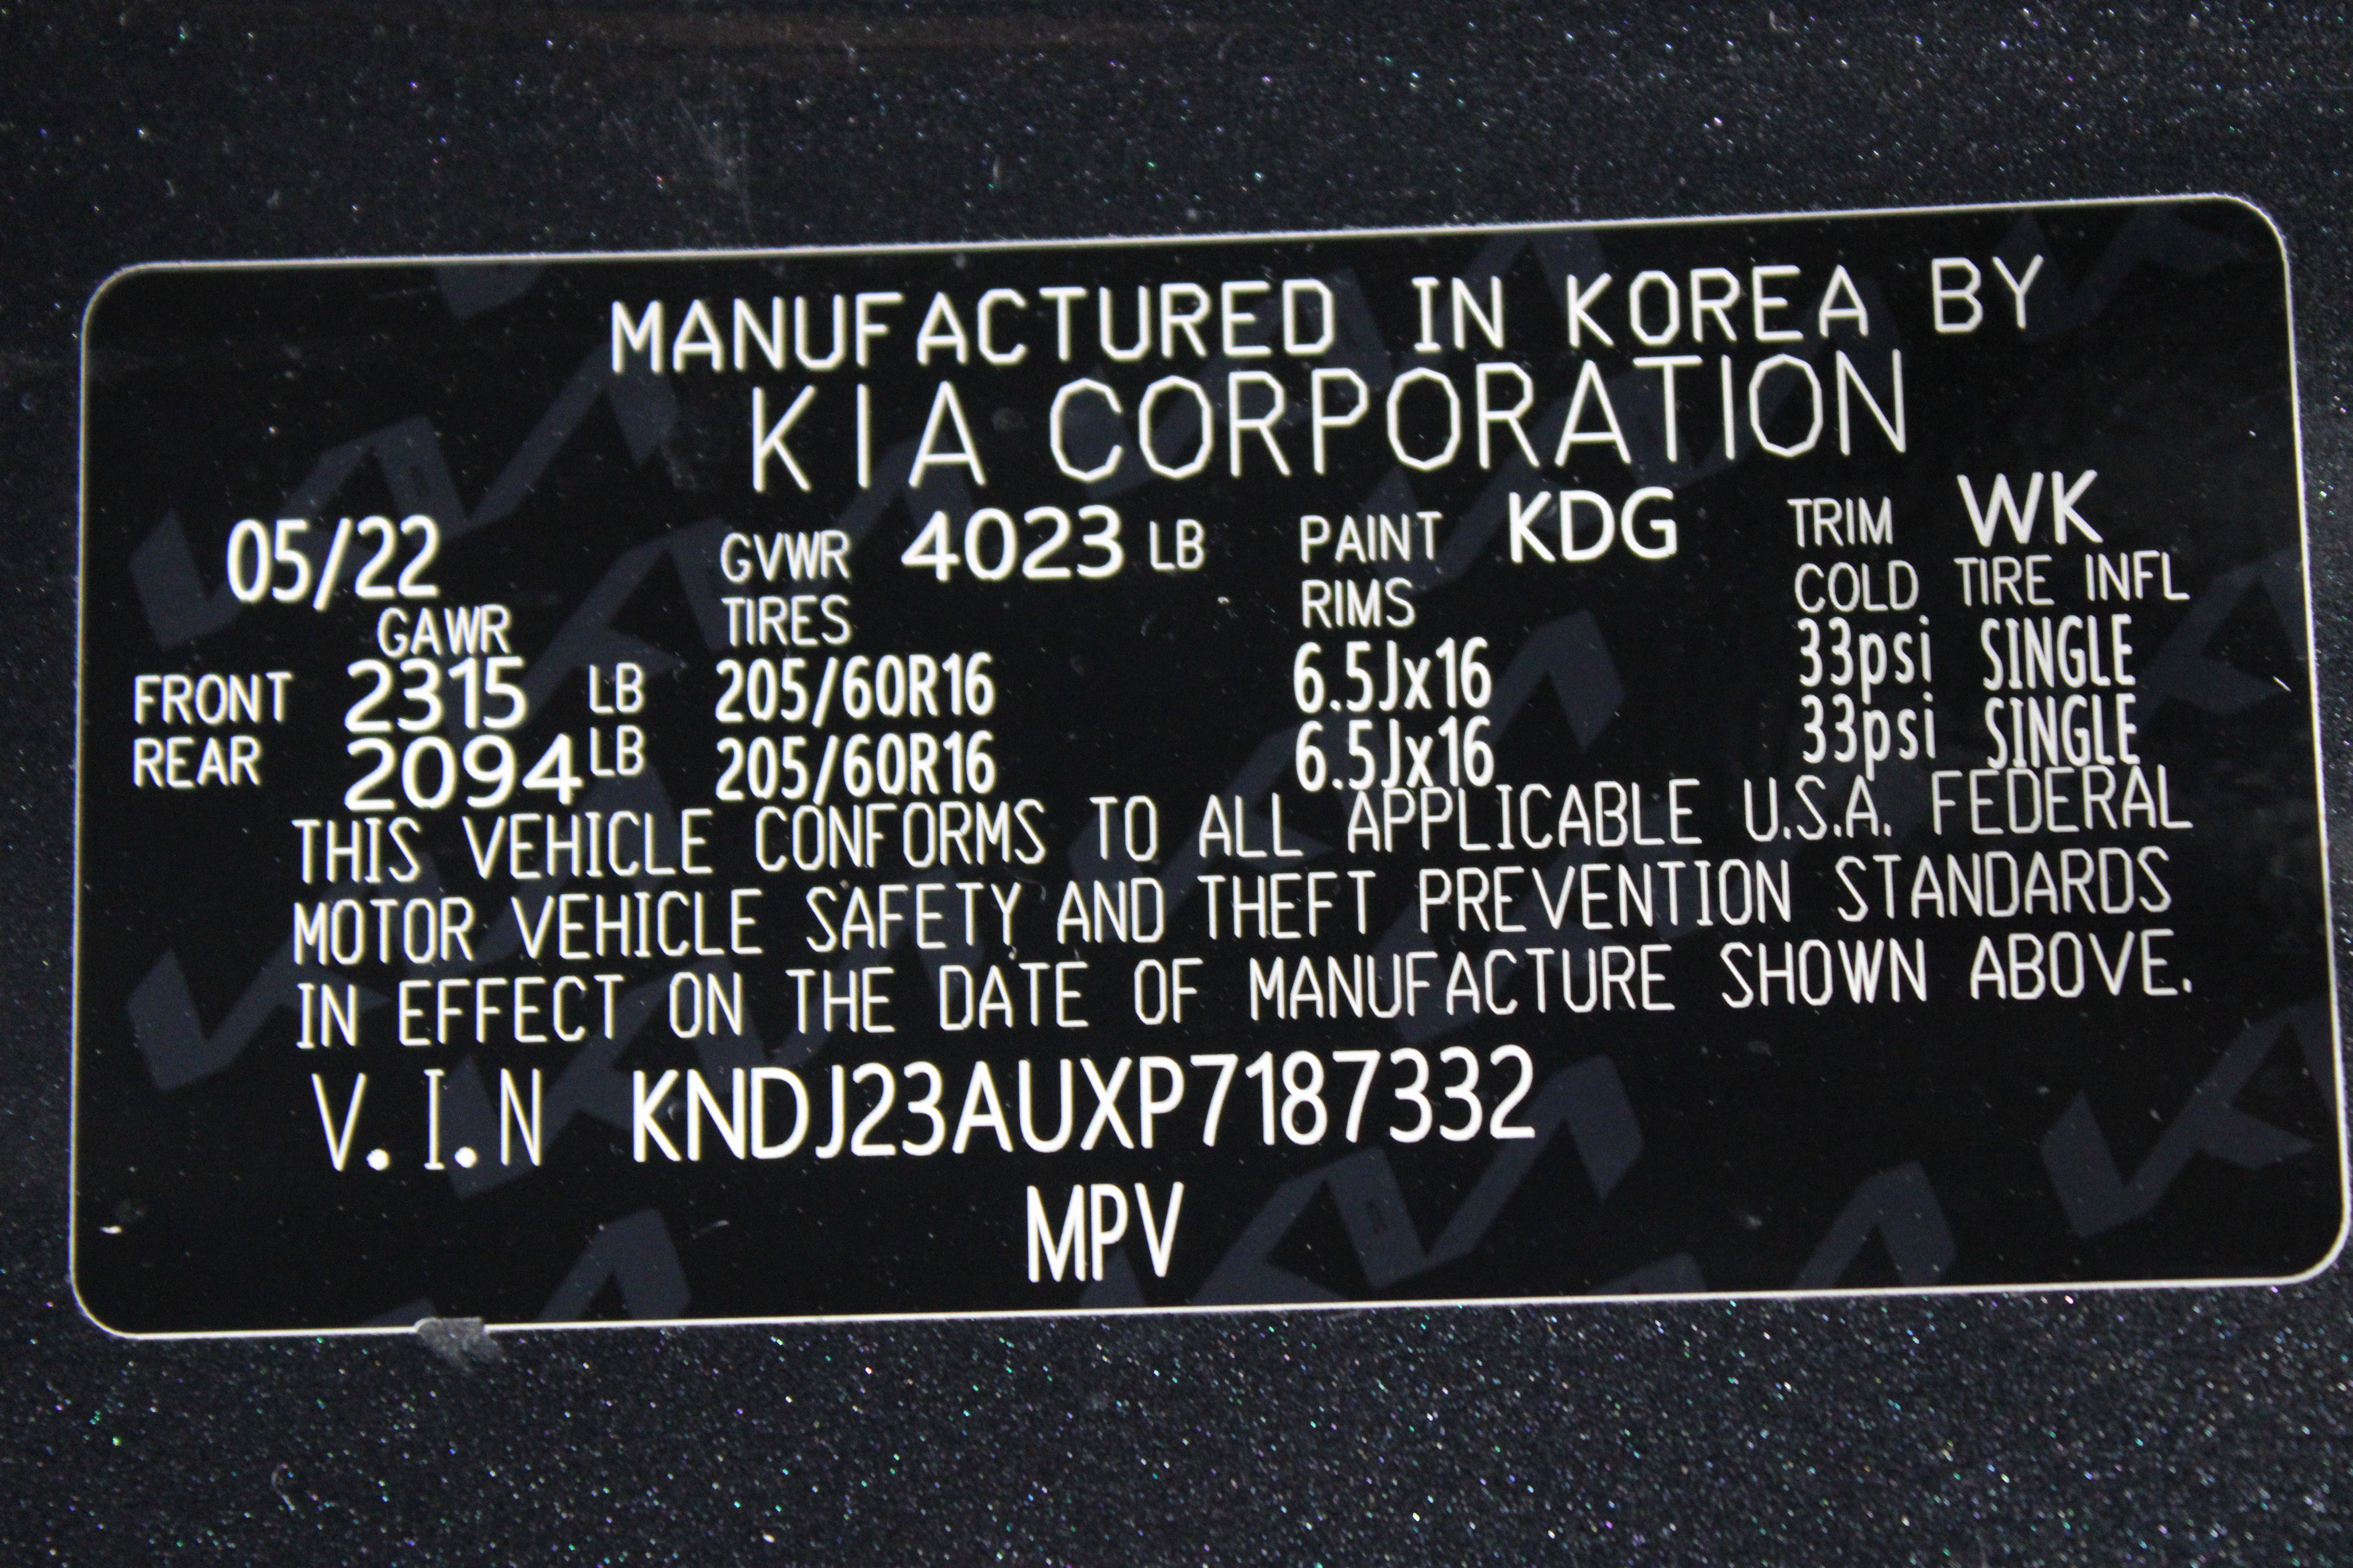 MANUFACTURED IN KOREA BY
KIA CORPORATION
05/22 GVWR 4023 LB PAINT KDG TRIM WK
GAWR TIRES RIMS COLD TIRE INFL
FRONT 2315 LB 205/60R16 6.5Jx16 33psi SINGLE
REAR 2094 LB 205/60R16 6.5Jx16 33psi SINGLE
THIS VEHICLE CONFORMS TO ALL APPLICABLE U.S.A. FEDERAL
MOTOR VEHICLE SAFETY AND THEFT PREVENTION STANDARDS
IN EFFECT ON THE DATE OF MANUFACTURE SHOWN ABOVE.
V.I.N KNDJ23AUXP7187332
MPV